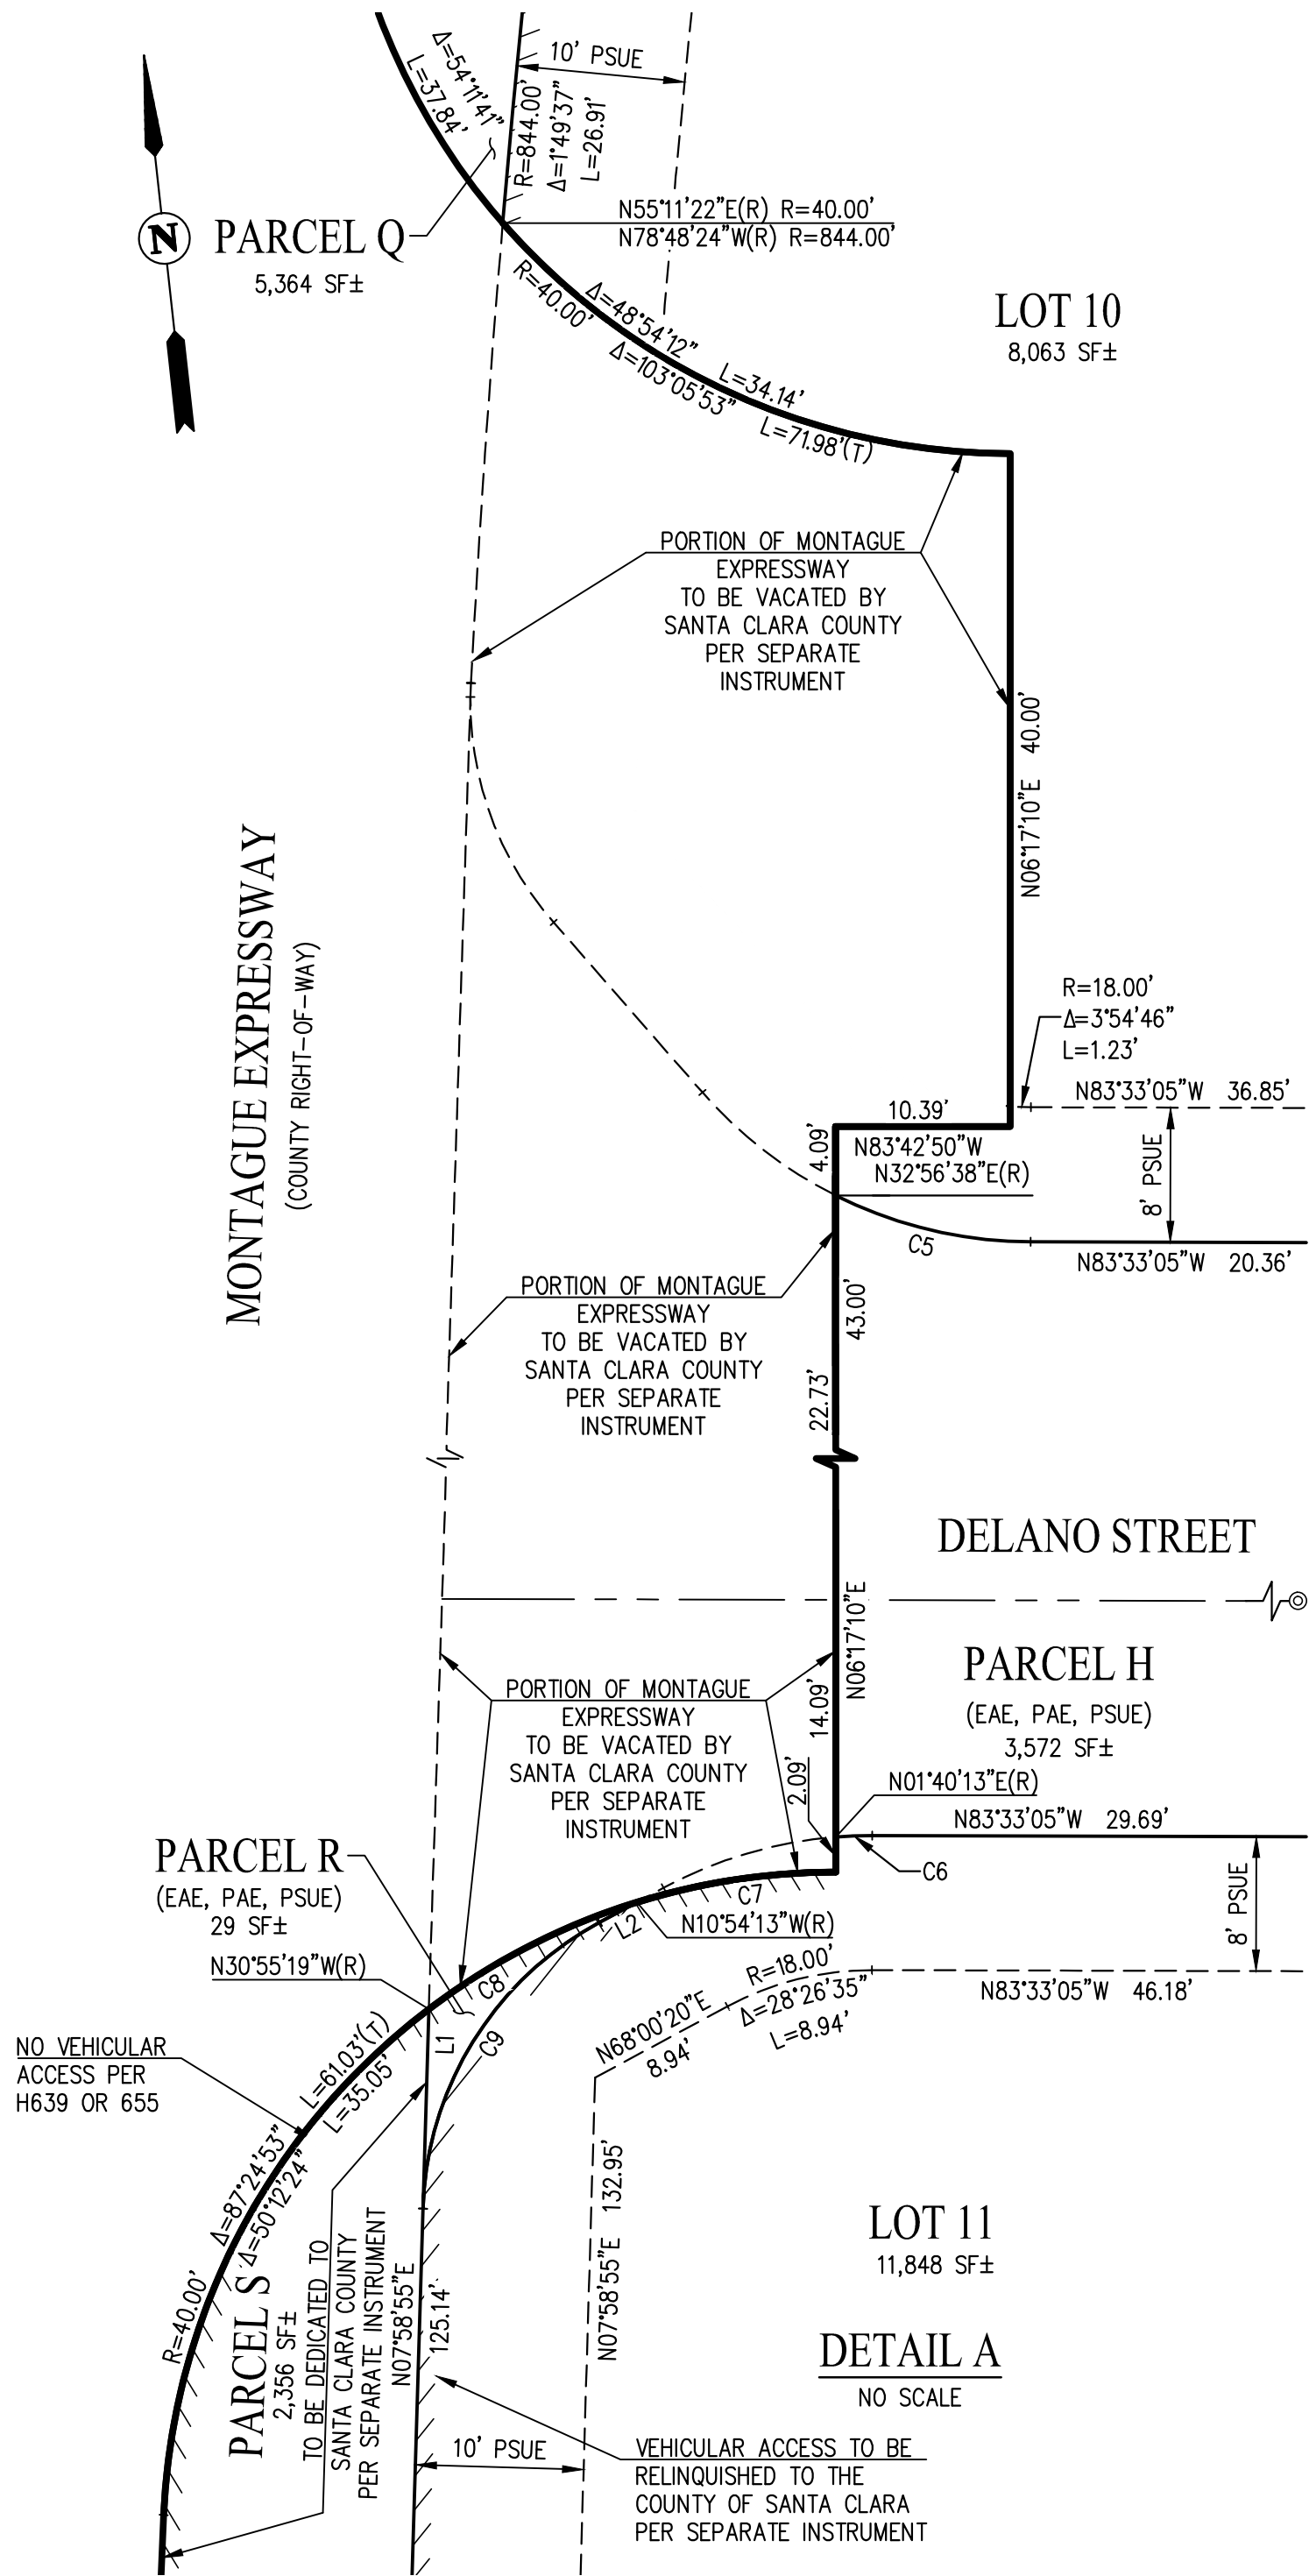 Δ=54°11'41"
L=37.84'
10' PSUE
R=844.00'
Δ=1°49'37"
L=26.91'
N
PARCEL Q
5,364 SF±
N55°11'22"E(R) R=40.00'
N78°48'24"W(R) R=844.00'
LOT 10
8,063 SF±
R=40.00'
Δ=48°54'12"
L=34.14'
Δ=103°05'53"
L=71.98'(T)
PORTION OF MONTAGUE
EXPRESSWAY
TO BE VACATED BY
SANTA CLARA COUNTY
PER SEPARATE
INSTRUMENT
N06°17'10"E 40.00'
MONTAGUE EXPRESSWAY
(COUNTY RIGHT-OF-WAY)
R=18.00'
Δ=3°54'46"
L=1.23'
N83°33'05"W 36.85'
10.39'
4.09'
N83°42'50"W
N32°56'38"E(R)
8' PSUE
C5
N83°33'05"W 20.36'
PORTION OF MONTAGUE
EXPRESSWAY
TO BE VACATED BY
SANTA CLARA COUNTY
PER SEPARATE
INSTRUMENT
43.00'
22.73'
DELANO STREET
N06°17'10"E
PARCEL H
(EAE, PAE, PSUE)
3,572 SF±
PORTION OF MONTAGUE
EXPRESSWAY
TO BE VACATED BY
SANTA CLARA COUNTY
PER SEPARATE
INSTRUMENT
14.09'
2.09'
N01°40'13"E(R)
N83°33'05"W 29.69'
C6
PARCEL R
(EAE, PAE, PSUE)
29 SF±
C7
L2
N10°54'13"W(R)
8' PSUE
N30°55'19"W(R)
C8
R=18.00'
Δ=28°26'35"
L=8.94'
N83°33'05"W 46.18'
N68°00'20"E
8.94'
L1
C9
NO VEHICULAR
ACCESS PER
H639 OR 655
L=61.03'(T)
L=35.05'
Δ=87°24'53"
Δ=50°12'24"
R=40.00'
PARCEL S
2,356 SF±
TO BE DEDICATED TO
SANTA CLARA COUNTY
PER SEPARATE INSTRUMENT
N07°58'55"E
125.14'
N07°58'55"E 132.95'
LOT 11
11,848 SF±
DETAIL A
NO SCALE
10' PSUE
VEHICULAR ACCESS TO BE
RELINQUISHED TO THE
COUNTY OF SANTA CLARA
PER SEPARATE INSTRUMENT